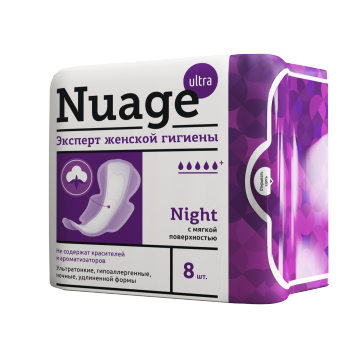 ultra
Nuage
Эксперт женской гигиены
Night
с мягкой
поверхностью
Не содержат красителей
и ароматизаторов
Ультратонкие, гипоаллергенные,
ночные, удлиненной формы
8 шт.